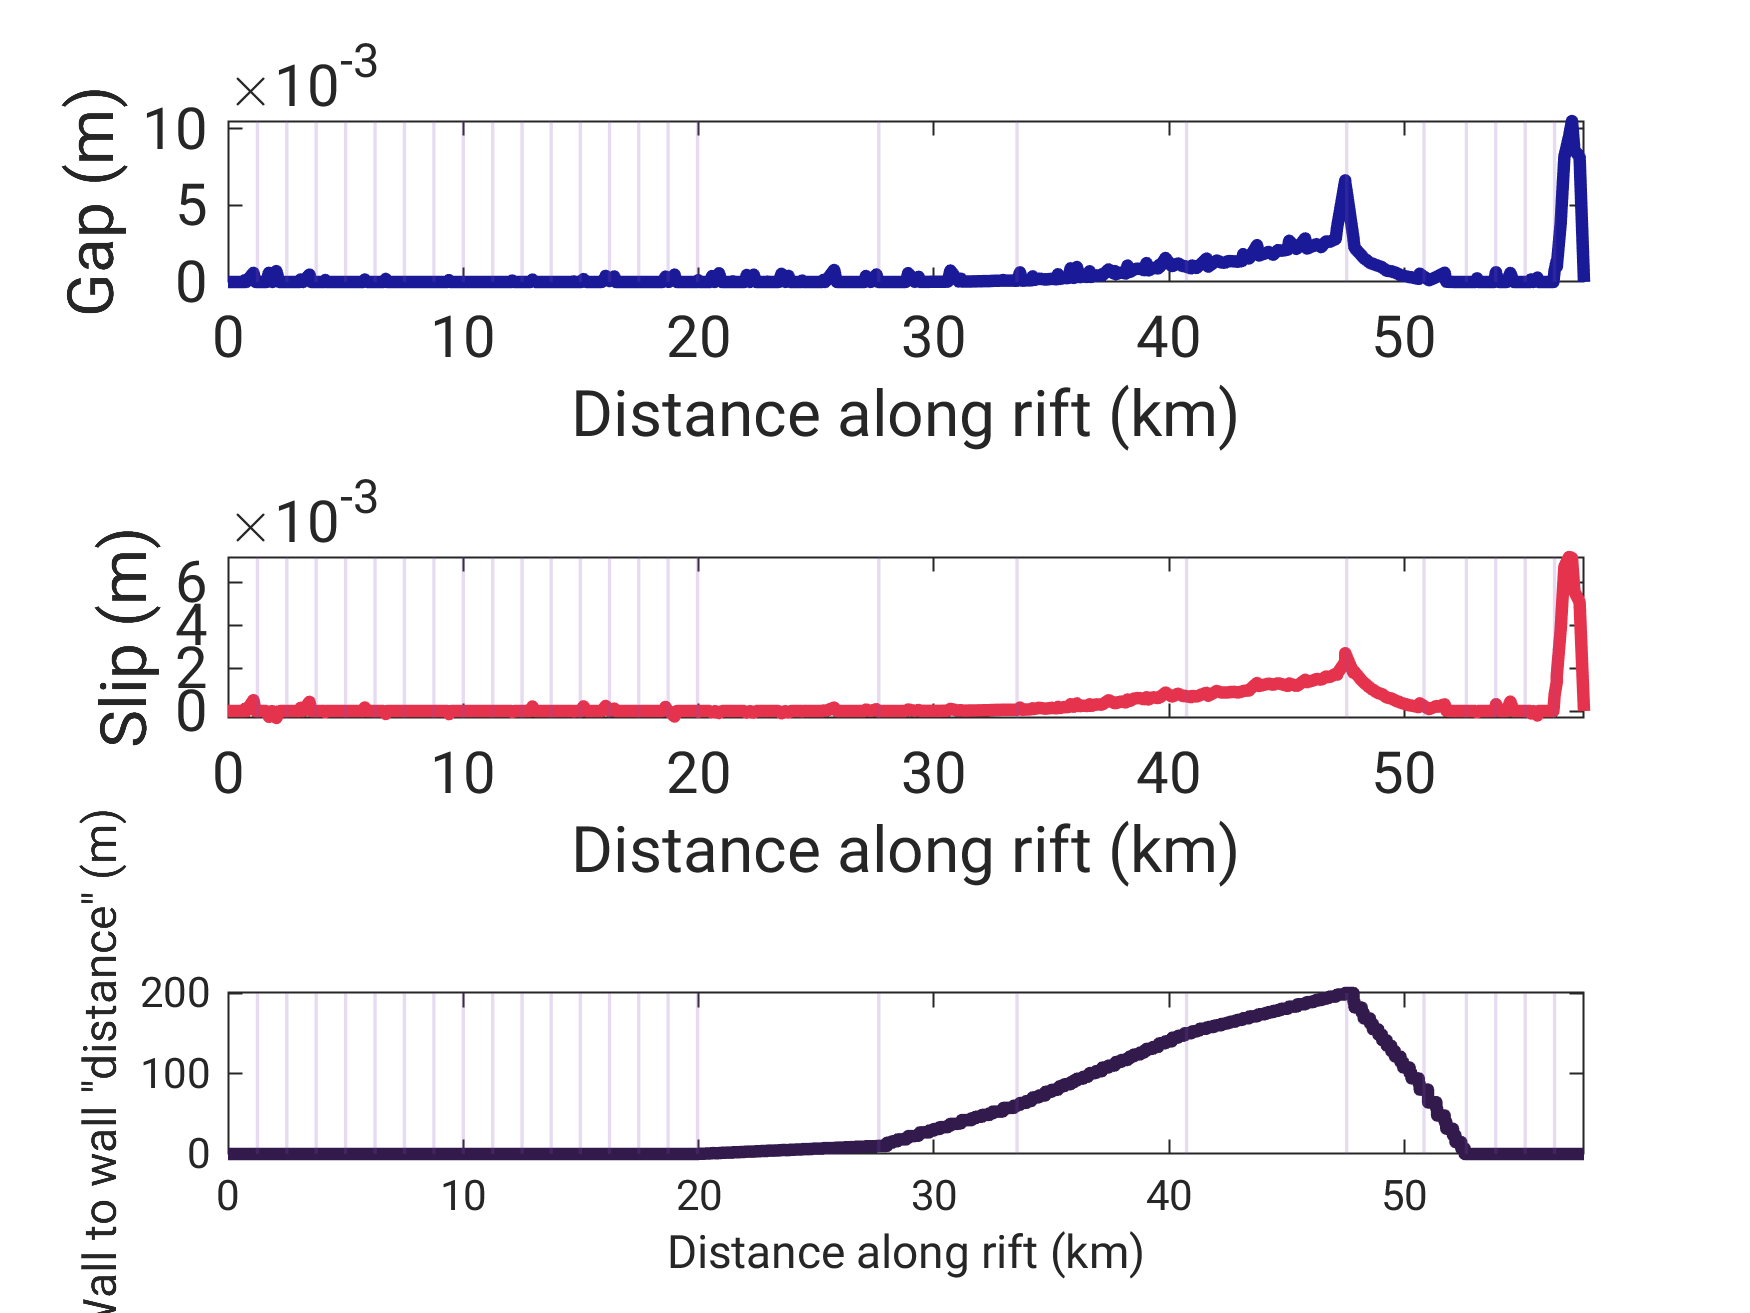 ×10-3
Gap (m)
10
5
0
0 10 20 30 40 50
Distance along rift (km)
×10-3
Slip (m)
6
4
2
0
0 10 20 30 40 50
Distance along rift (km)
Wall to wall "distance" (m)
200
100
0
0 10 20 30 40 50
Distance along rift (km)